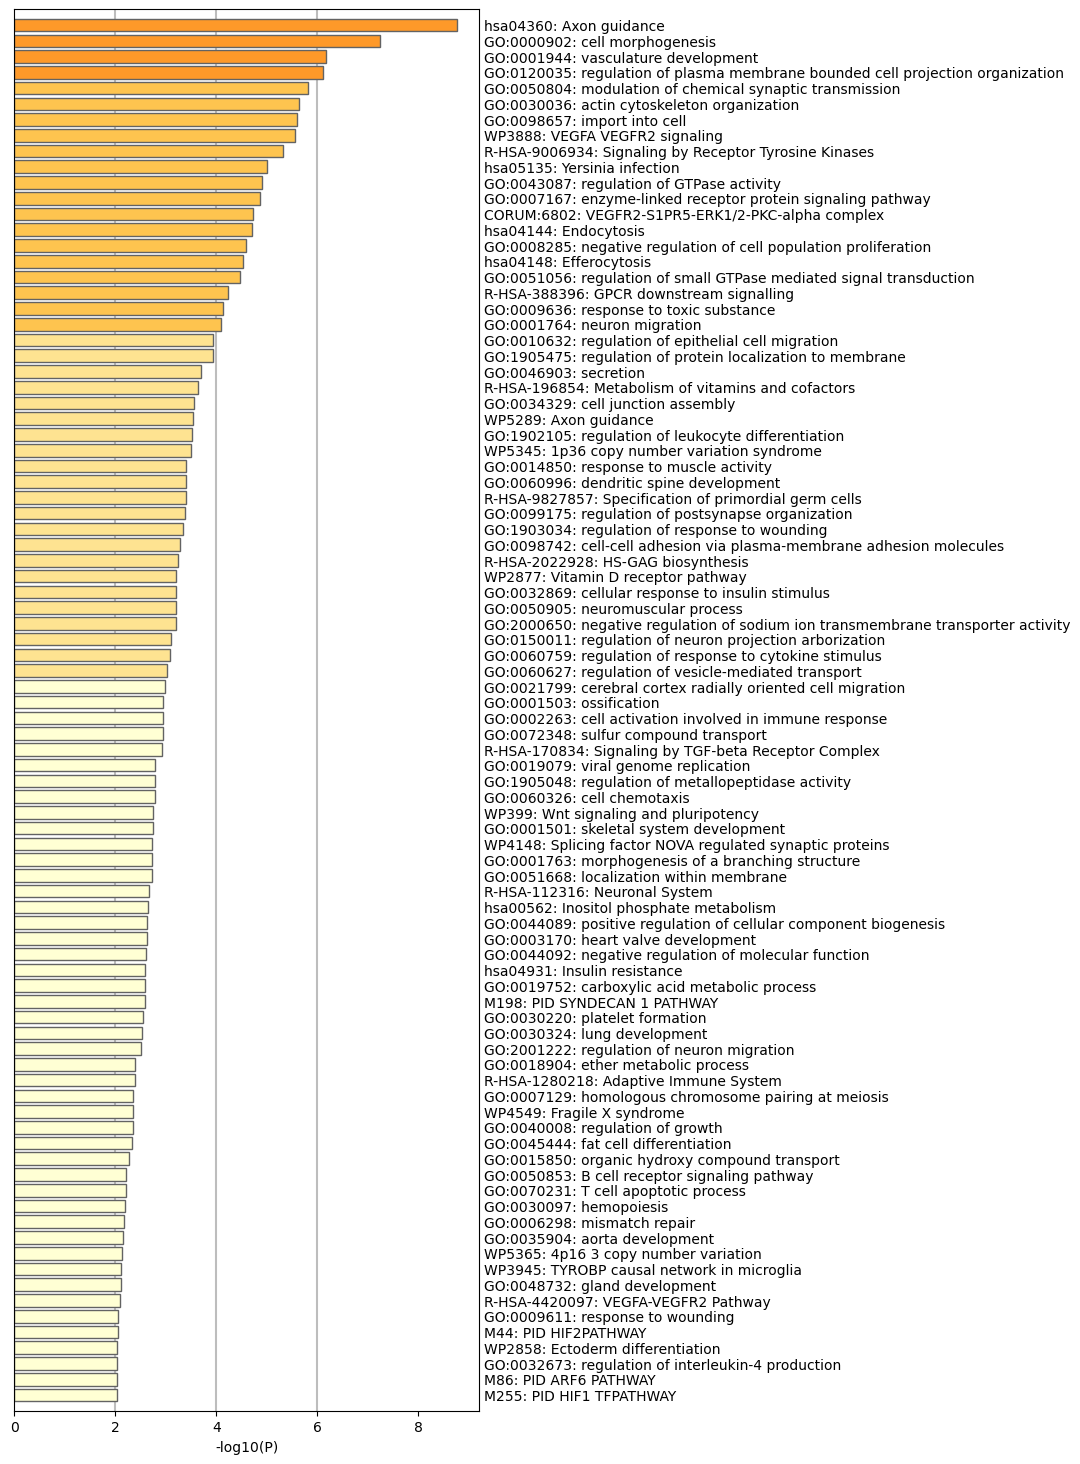 hsa04360: Axon guidance
GO:0000902: cell morphogenesis
GO:0001944: vasculature development
GO:0120035: regulation of plasma membrane bounded cell projection organization
GO:0050804: modulation of chemical synaptic transmission
GO:0030036: actin cytoskeleton organization
GO:0098657: import into cell
WP3888: VEGFA VEGFR2 signaling
R-HSA-9006934: Signaling by Receptor Tyrosine Kinases
hsa05135: Yersinia infection
GO:0043087: regulation of GTPase activity
GO:0007167: enzyme-linked receptor protein signaling pathway
CORUM:6802: VEGFR2-S1PR5-ERK1/2-PKC-alpha complex
hsa04144: Endocytosis
GO:0008285: negative regulation of cell population proliferation
hsa04148: Efferocytosis
GO:0051056: regulation of small GTPase mediated signal transduction
R-HSA-388396: GPCR downstream signalling
GO:0009636: response to toxic substance
GO:0001764: neuron migration
GO:0010632: regulation of epithelial cell migration
GO:1905475: regulation of protein localization to membrane
GO:0046903: secretion
R-HSA-196854: Metabolism of vitamins and cofactors
GO:0034329: cell junction assembly
WP5289: Axon guidance
GO:1902105: regulation of leukocyte differentiation
WP5345: 1p36 copy number variation syndrome
GO:0014850: response to muscle activity
GO:0060996: dendritic spine development
R-HSA-9827857: Specification of primordial germ cells
GO:0099175: regulation of postsynapse organization
GO:1903034: regulation of response to wounding
GO:0098742: cell-cell adhesion via plasma-membrane adhesion molecules
R-HSA-2022928: HS-GAG biosynthesis
WP2877: Vitamin D receptor pathway
GO:0032869: cellular response to insulin stimulus
GO:0050905: neuromuscular process
GO:2000650: negative regulation of sodium ion transmembrane transporter activity
GO:0150011: regulation of neuron projection arborization
GO:0060759: regulation of response to cytokine stimulus
GO:0060627: regulation of vesicle-mediated transport
GO:0021799: cerebral cortex radially oriented cell migration
GO:0001503: ossification
GO:0002263: cell activation involved in immune response
GO:0072348: sulfur compound transport
R-HSA-170834: Signaling by TGF-beta Receptor Complex
GO:0019079: viral genome replication
GO:1905048: regulation of metallopeptidase activity
GO:0060326: cell chemotaxis
WP399: Wnt signaling and pluripotency
GO:0001501: skeletal system development
WP4148: Splicing factor NOVA regulated synaptic proteins
GO:0001763: morphogenesis of a branching structure
GO:0051668: localization within membrane
R-HSA-112316: Neuronal System
hsa00562: Inositol phosphate metabolism
GO:0044089: positive regulation of cellular component biogenesis
GO:0003170: heart valve development
GO:0044092: negative regulation of molecular function
hsa04931: Insulin resistance
GO:0019752: carboxylic acid metabolic process
M198: PID SYNDECAN 1 PATHWAY
GO:0030220: platelet formation
GO:0030324: lung development
GO:2001222: regulation of neuron migration
GO:0018904: ether metabolic process
R-HSA-1280218: Adaptive Immune System
GO:0007129: homologous chromosome pairing at meiosis
WP4549: Fragile X syndrome
GO:0040008: regulation of growth
GO:0045444: fat cell differentiation
GO:0015850: organic hydroxy compound transport
GO:0050853: B cell receptor signaling pathway
GO:0070231: T cell apoptotic process
GO:0030097: hemopoiesis
GO:0006298: mismatch repair
GO:0035904: aorta development
WP5365: 4p16 3 copy number variation
WP3945: TYROBP causal network in microglia
GO:0048732: gland development
R-HSA-4420097: VEGFA-VEGFR2 Pathway
GO:0009611: response to wounding
M44: PID HIF2PATHWAY
WP2858: Ectoderm differentiation
GO:0032673: regulation of interleukin-4 production
M86: PID ARF6 PATHWAY
M255: PID HIF1 TFPATHWAY
0 2 4 6 8
-log10(P)